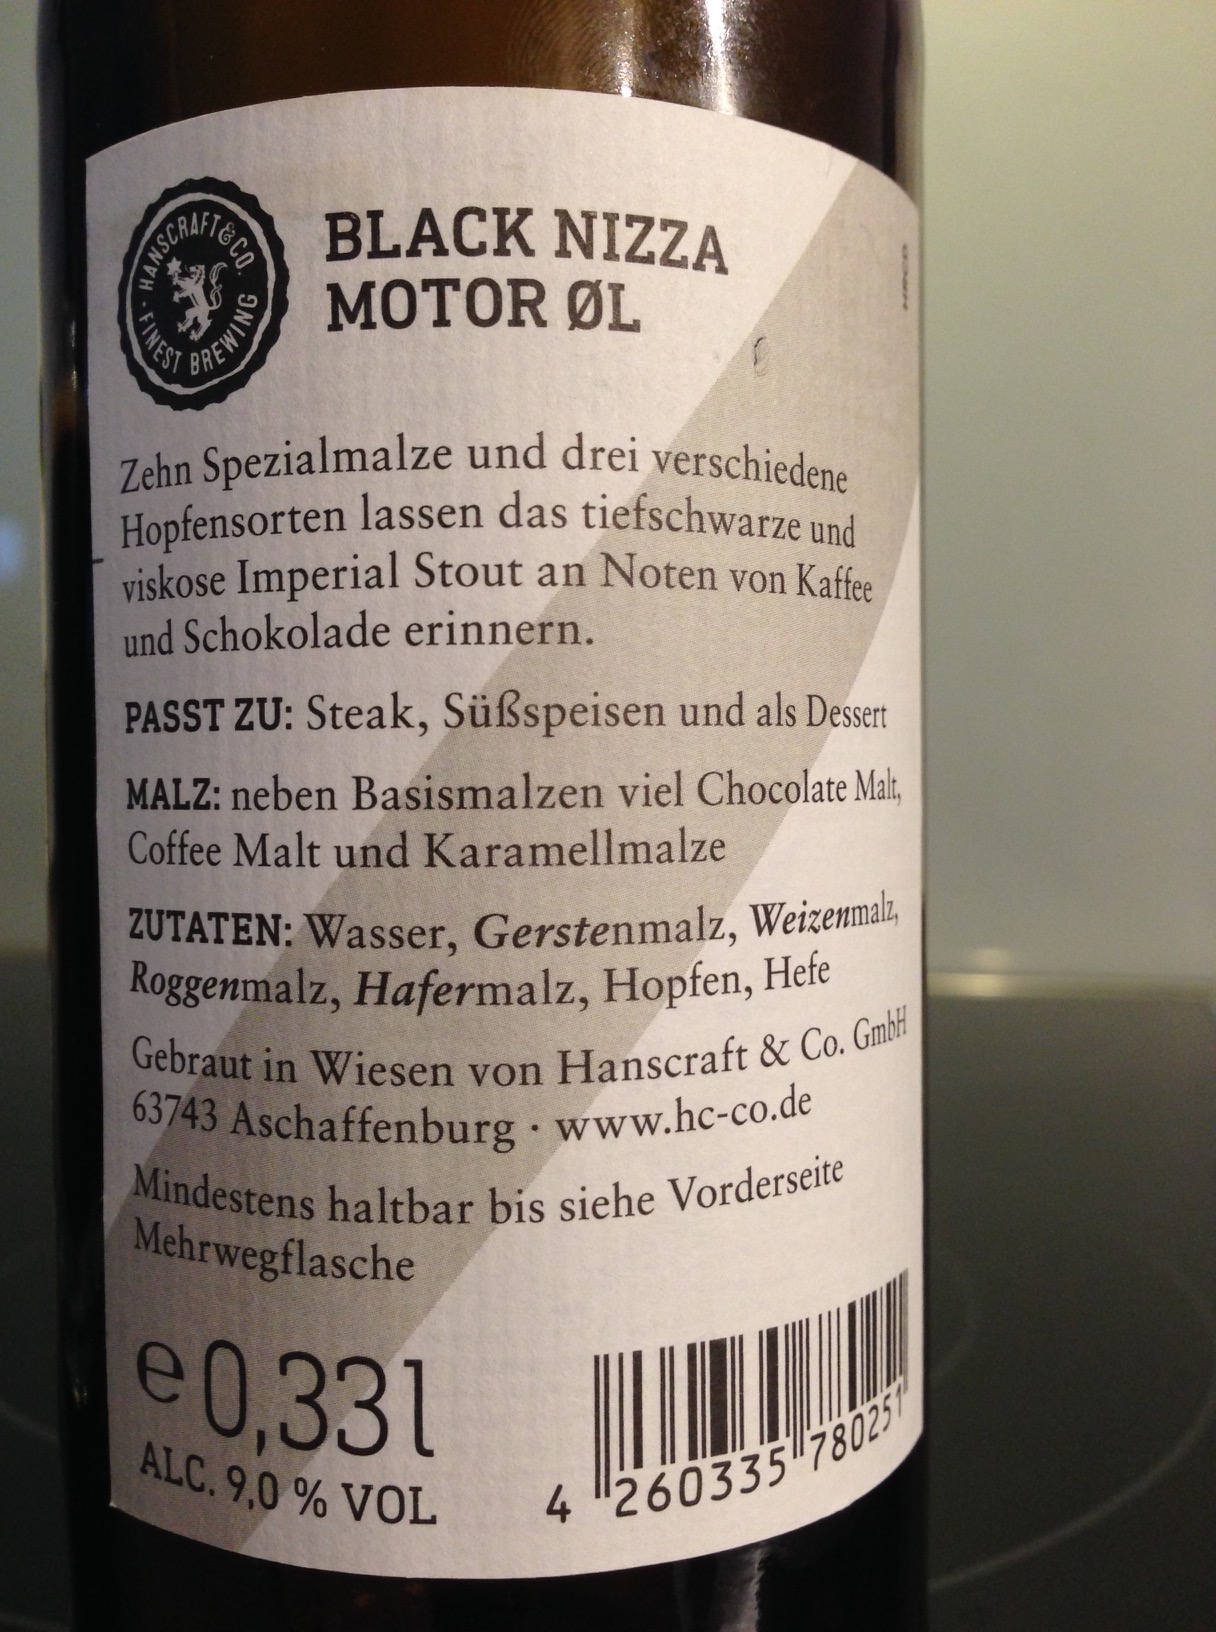 HANSCRAFT & CO.
FINEST BREWING
BLACK NIZZA
MOTOR ØL
Zehn Spezialmalze und drei verschiedene
Hopfensorten lassen das tiefschwarze und
viskose Imperial Stout an Noten von Kaffee
und Schokolade erinnern.
PASST ZU: Steak, Süßspeisen und als Dessert
MALZ: neben Basismalzen viel Chocolate Malt,
Coffee Malt und Karamellmalze
ZUTATEN: Wasser, Gerstenmalz, Weizenmalz,
Roggenmalz, Hafermalz, Hopfen, Hefe
Gebraut in Wiesen von Hanscraft & Co. GmbH
63743 Aschaffenburg · www.hc-co.de
Mindestens haltbar bis siehe Vorderseite
Mehrwegflasche
e 0,33l
ALC. 9,0 % VOL
4 260335 780251